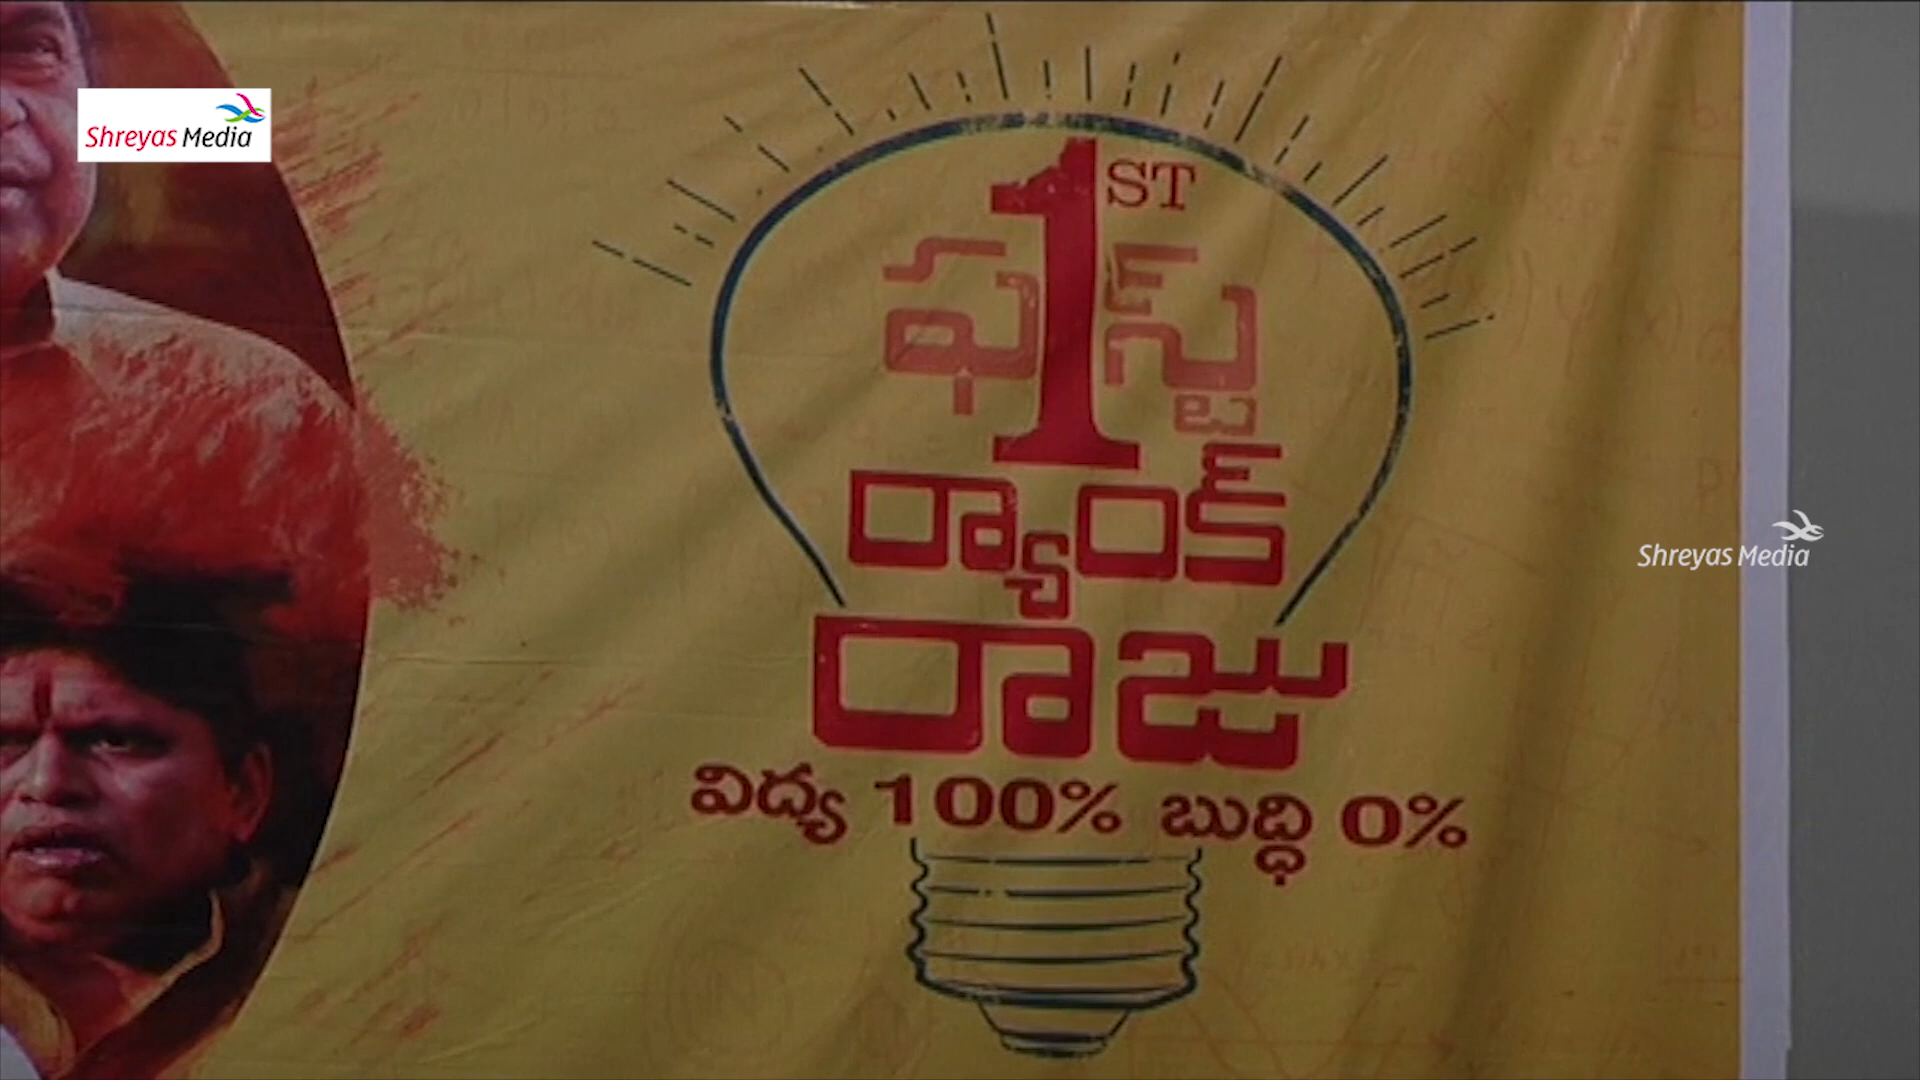 Shreyas Media
1ST
ఫస్ట్
ర్యాంక్
రాజు
విద్య 100% బుద్ధి 0%
Shreyas Media